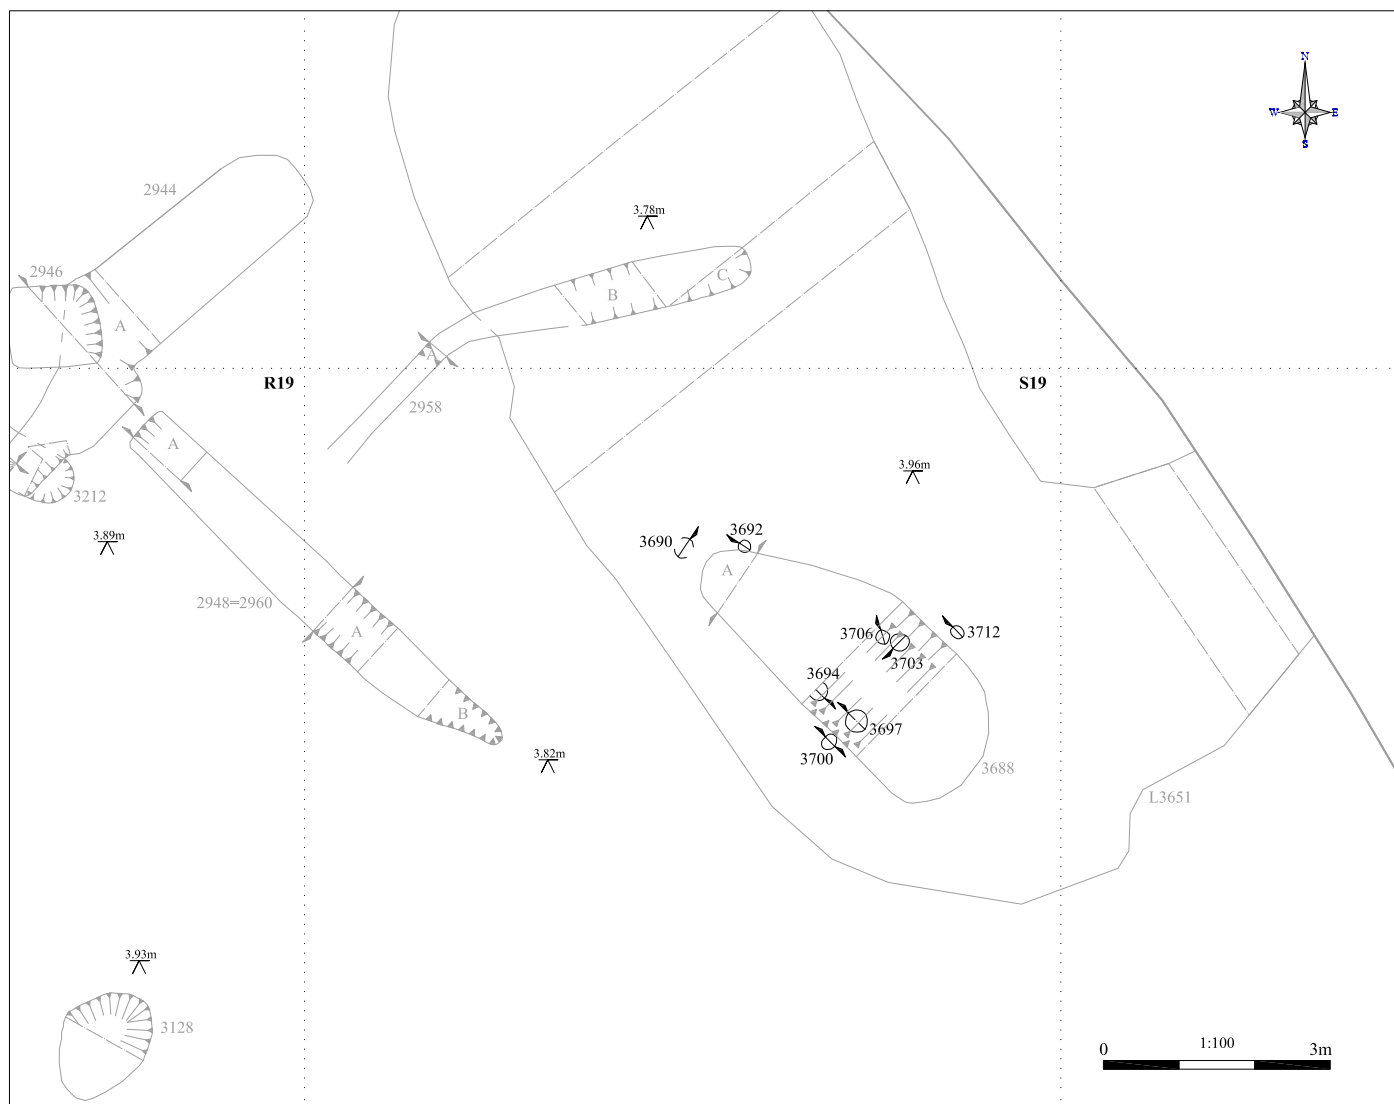 N
W E
S
2944
3.78m
2946
C
B
A
A
R19
S19
2958
A
3.96m
3212
3.89m
3690
3692
A
2948=2960
A
3706
3712
3703
3694
B
3697
3700
3.82m
3688
L3651
3.93m
3128
0 1:100 3m